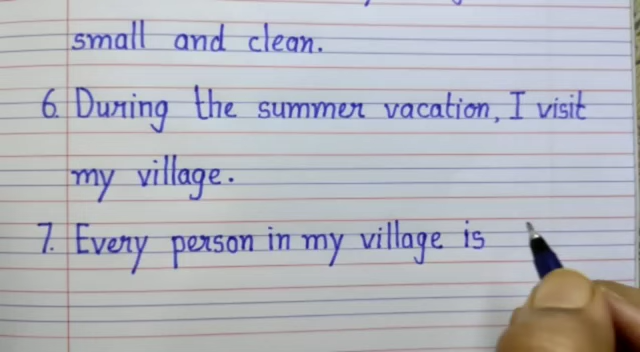 small and clean.
6. During the summer vacation, I visit
my village.
7. Every person in my village is